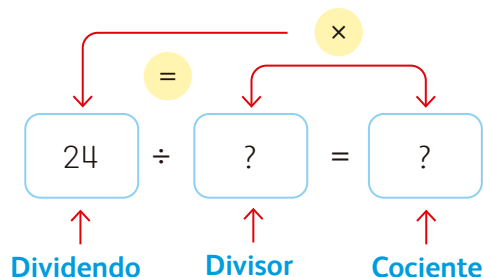 ×
=
24 ÷ ? = ?
Dividendo Divisor Cociente